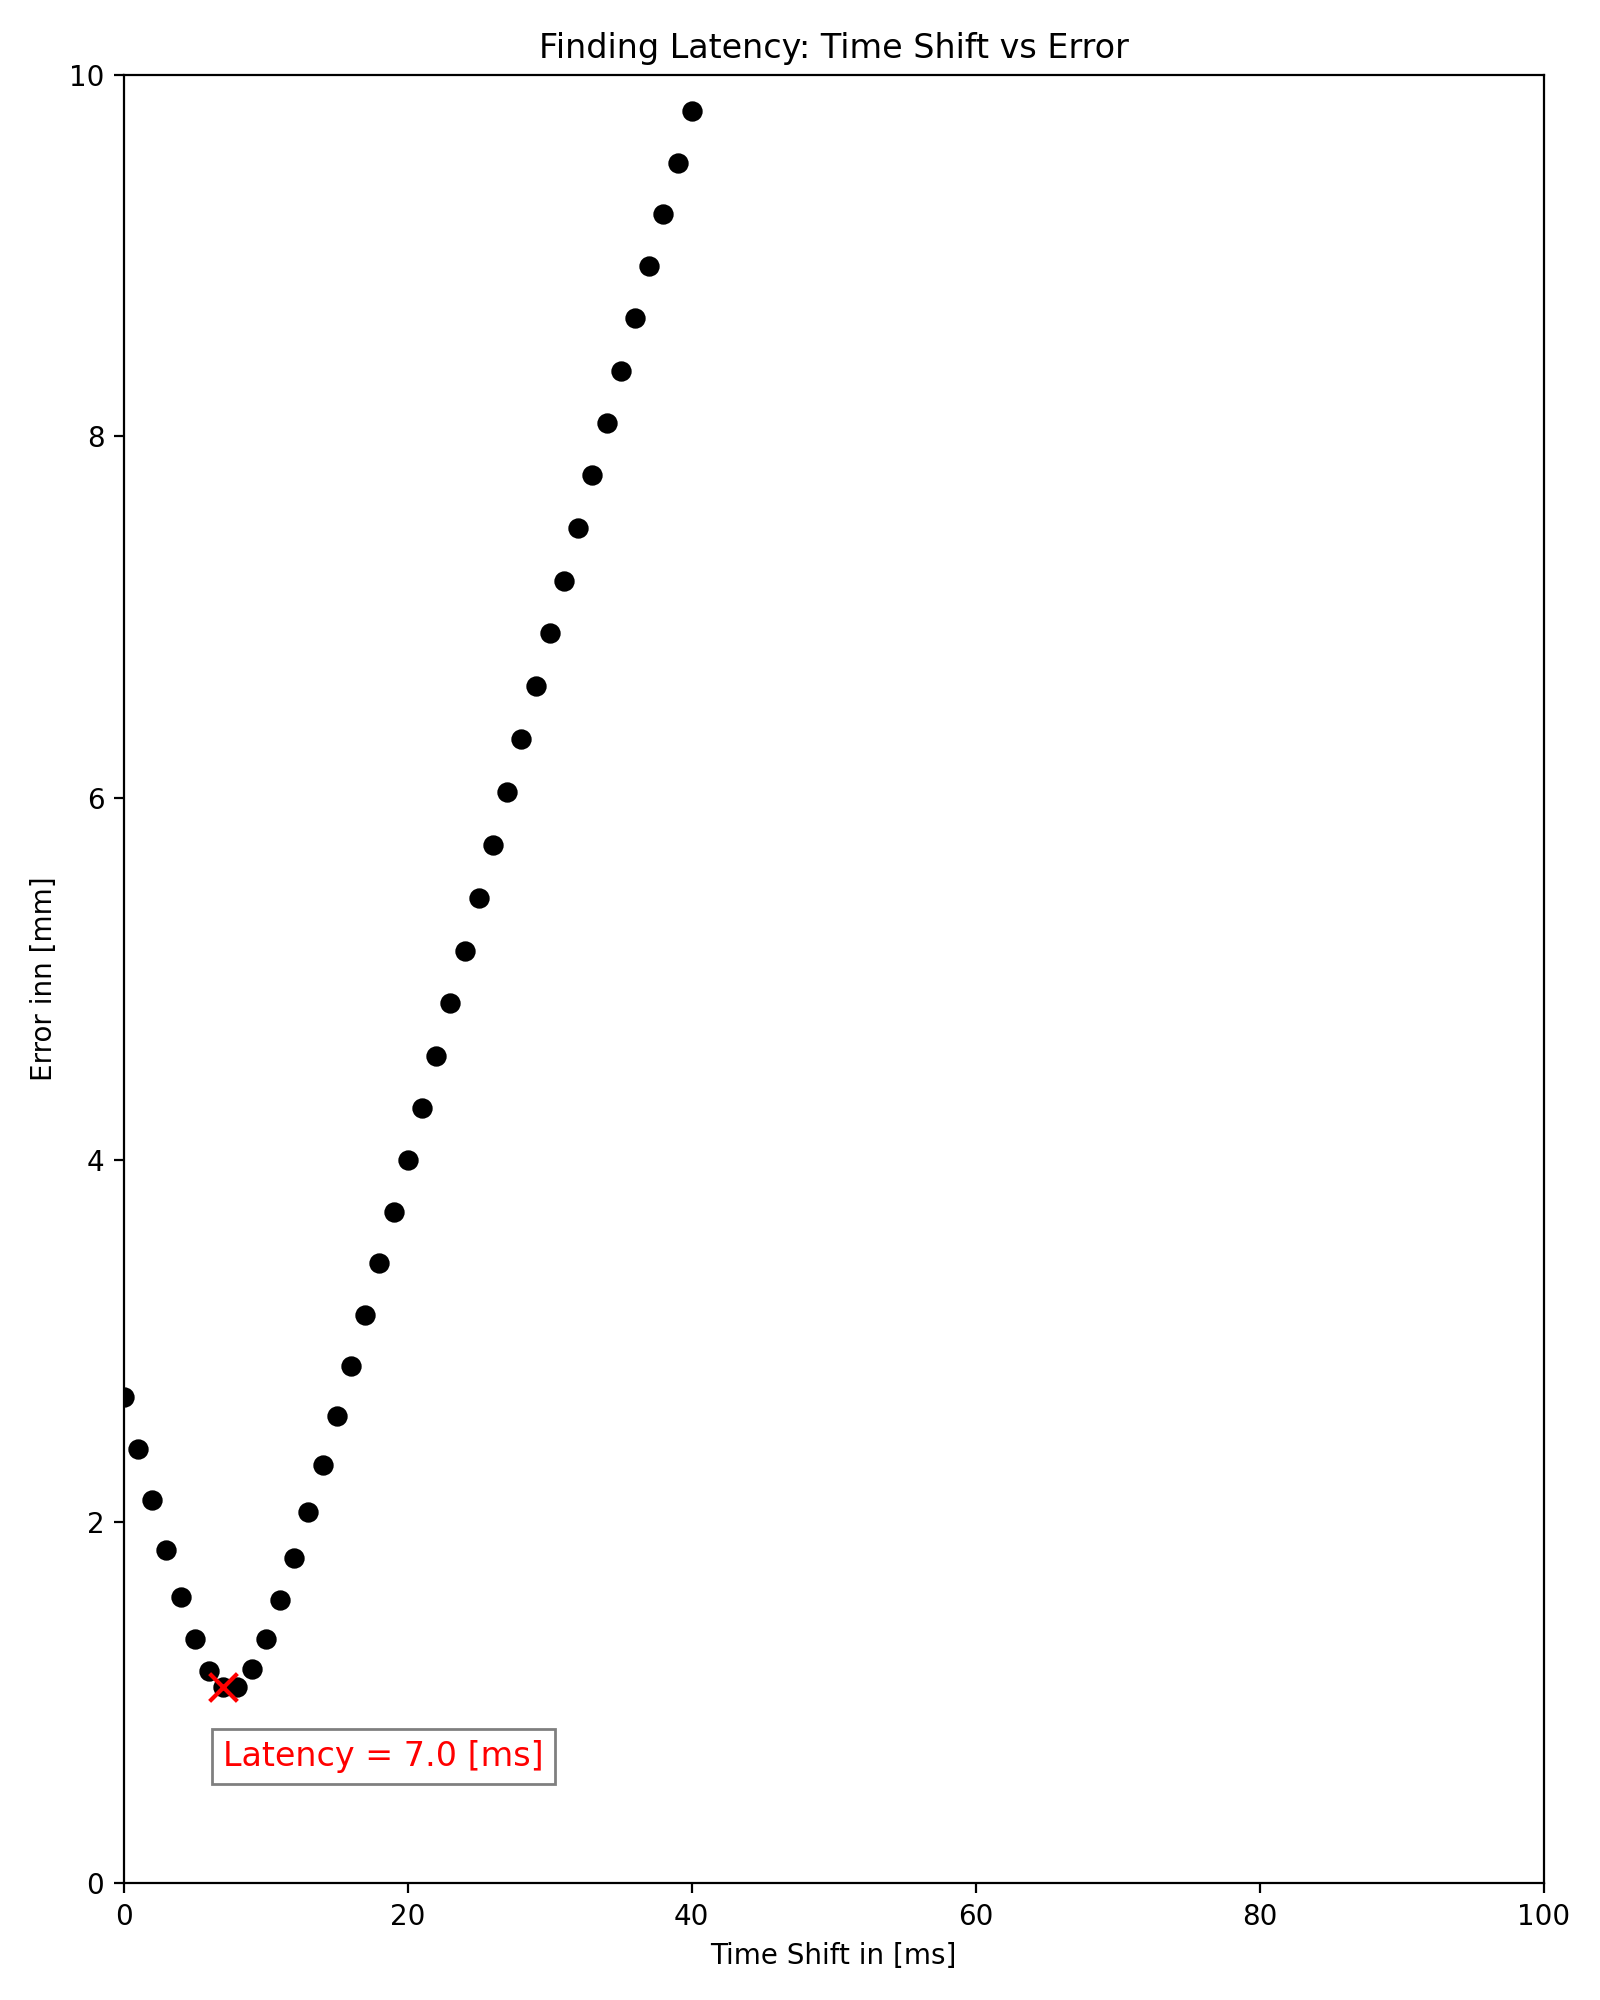 Finding Latency: Time Shift vs Error
10
8
6
4
2
0
Error inn [mm]
Latency = 7.0 [ms]
0 20 40 60 80 100
Time Shift in [ms]